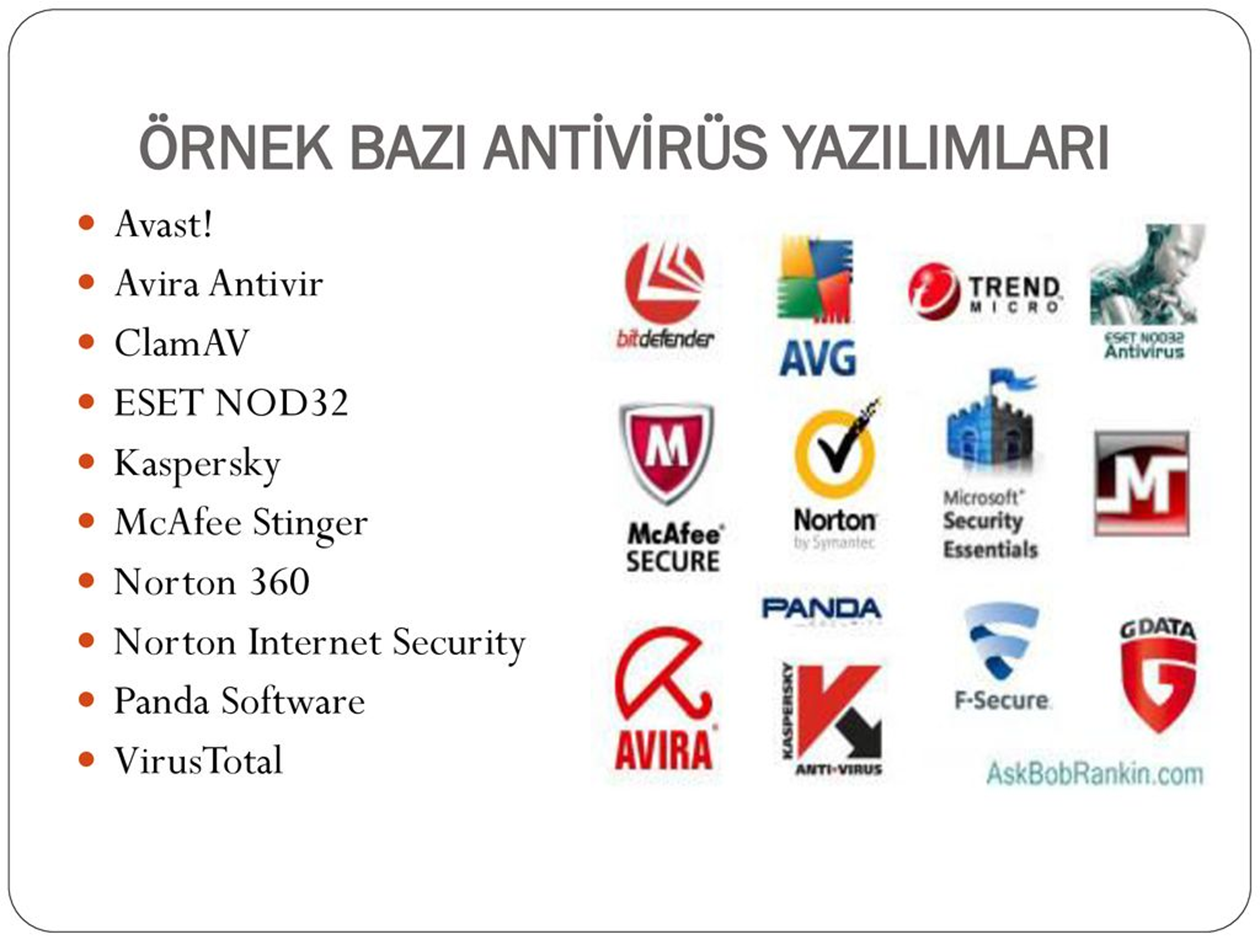 ÖRNEK BAZI ANTİVİRÜS YAZILIMLARI
Avast!
Avira Antivir
ClamAV
ESET NOD32
Kaspersky
McAfee Stinger
Norton 360
Norton Internet Security
Panda Software
VirusTotal
bitdefender
AVG
TREND
MICRO
ESET NOD32
Antivirus
M
McAfee®
SECURE
Norton
by Symantec
Microsoft®
Security
Essentials
M
AVIRA®
PANDA
KASPERSKY
ANTI-VIRUS
F-Secure
G DATA
G
AskBobRankin.com